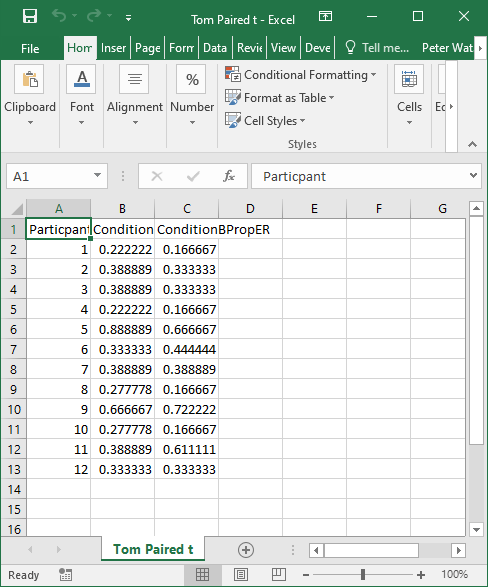 Tom Paired t - Excel
File Hom Inser Page Form Data Revie View Deve Tell me... Peter Wat
Clipboard Font Alignment Number Conditional Formatting Format as Table Cell Styles Cells
Styles
A1 fx Particpant
A B C D E F G
1 Particpant Condition ConditionBPropER
2 1 0.222222 0.166667
3 2 0.388889 0.333333
4 3 0.388889 0.333333
5 4 0.222222 0.166667
6 5 0.888889 0.666667
7 6 0.333333 0.444444
8 7 0.388889 0.388889
9 8 0.277778 0.166667
10 9 0.666667 0.722222
11 10 0.277778 0.166667
12 11 0.388889 0.611111
13 12 0.333333 0.333333
14
15
16
Tom Paired t
Ready 100%